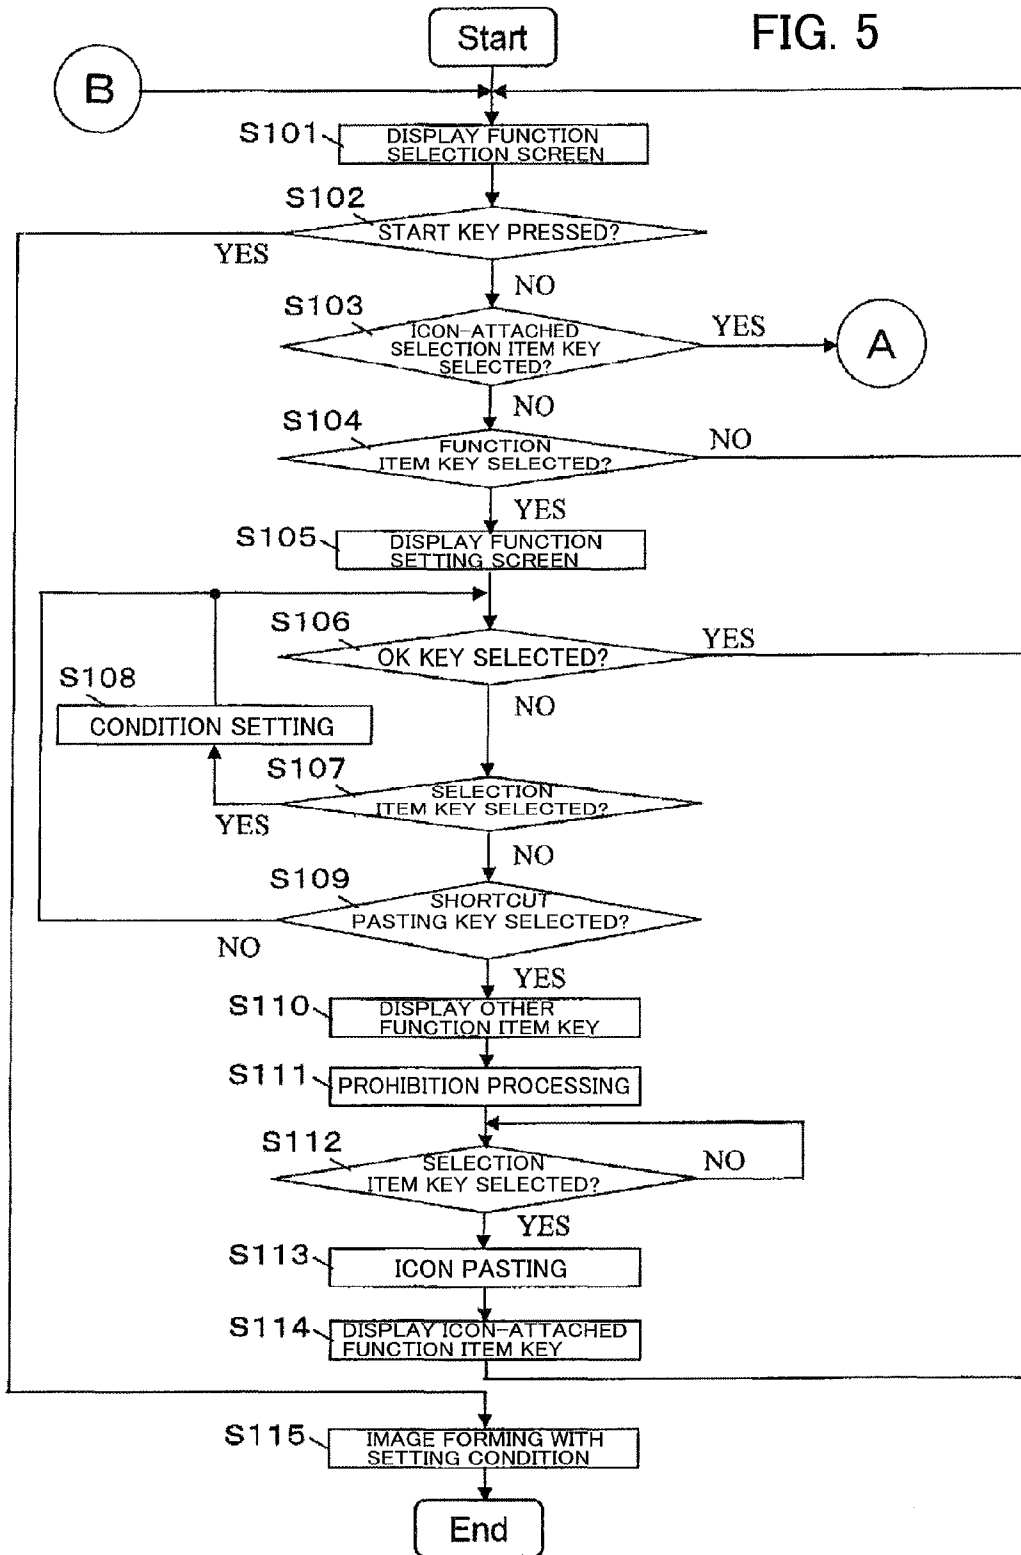 FIG. 5
Start
B
S101
DISPLAY FUNCTION
SELECTION SCREEN
S102
START KEY PRESSED?
YES
NO
S103
ICON-ATTACHED
SELECTION ITEM KEY
SELECTED?
YES
A
NO
S104
FUNCTION
ITEM KEY SELECTED?
NO
YES
S105
DISPLAY FUNCTION
SETTING SCREEN
S106
OK KEY SELECTED?
YES
NO
S108
CONDITION SETTING
S107
SELECTION
ITEM KEY SELECTED?
YES
NO
S109
SHORTCUT
PASTING KEY SELECTED?
NO
YES
S110
DISPLAY OTHER
FUNCTION ITEM KEY
S111
PROHIBITION PROCESSING
S112
SELECTION
ITEM KEY SELECTED?
NO
YES
S113
ICON PASTING
S114
DISPLAY ICON-ATTACHED
FUNCTION ITEM KEY
S115
IMAGE FORMING WITH
SETTING CONDITION
End